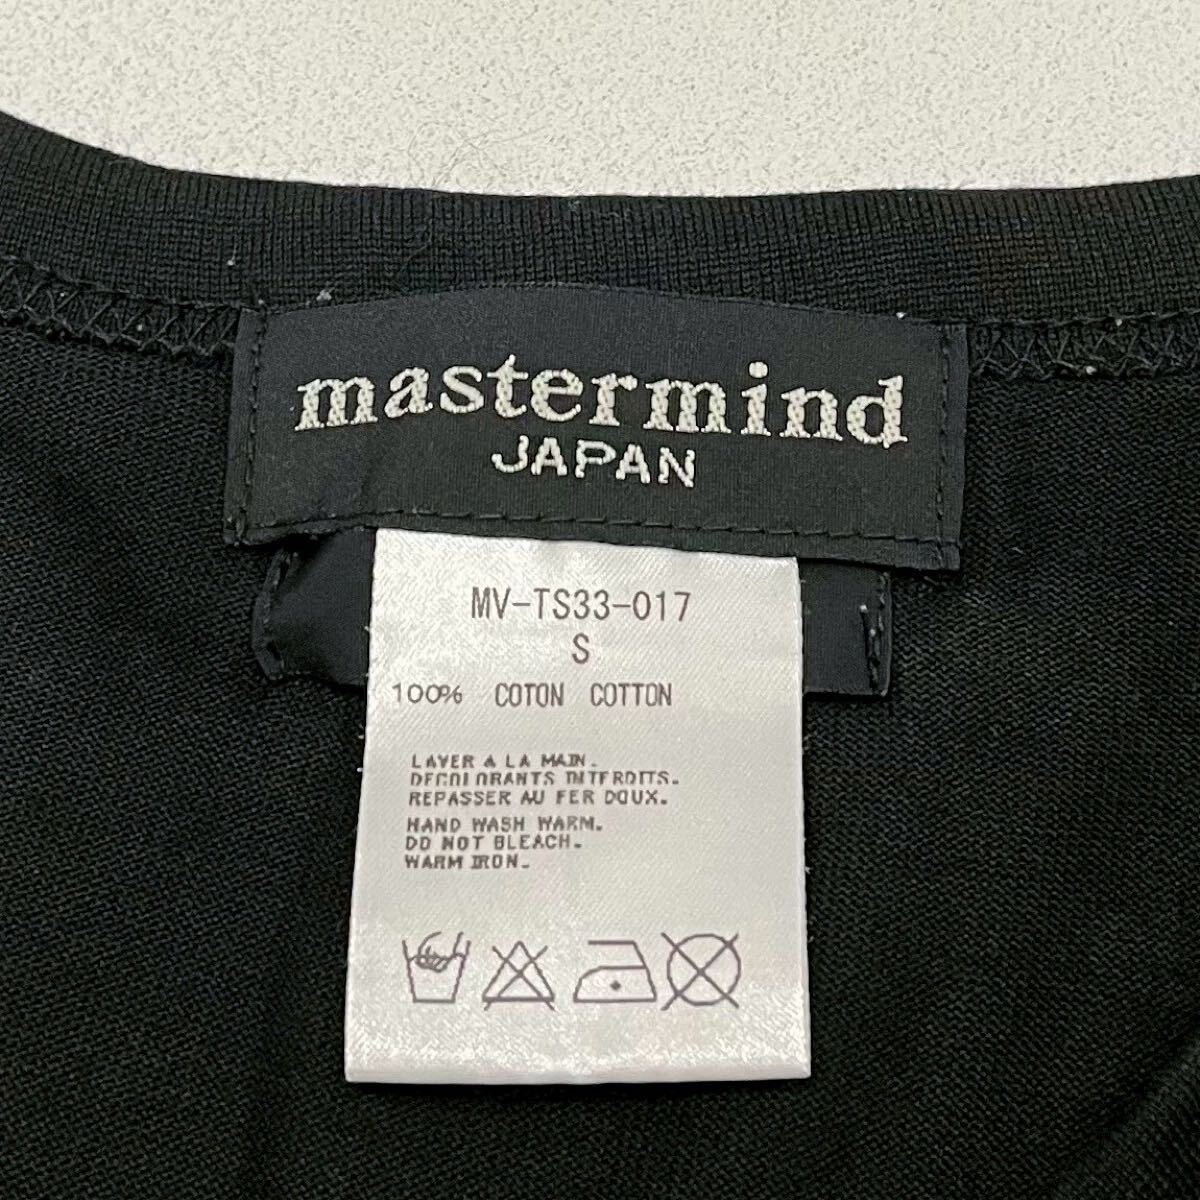 mastermind
JAPAN
MV-TS33-017
S
100% COTON COTTON
LAVER A LA MAIN.
DECOLORANTS INTERDITS.
REPASSER AU FER DOUX.
HAND WASH WARM.
DO NOT BLEACH.
WARM IRON.